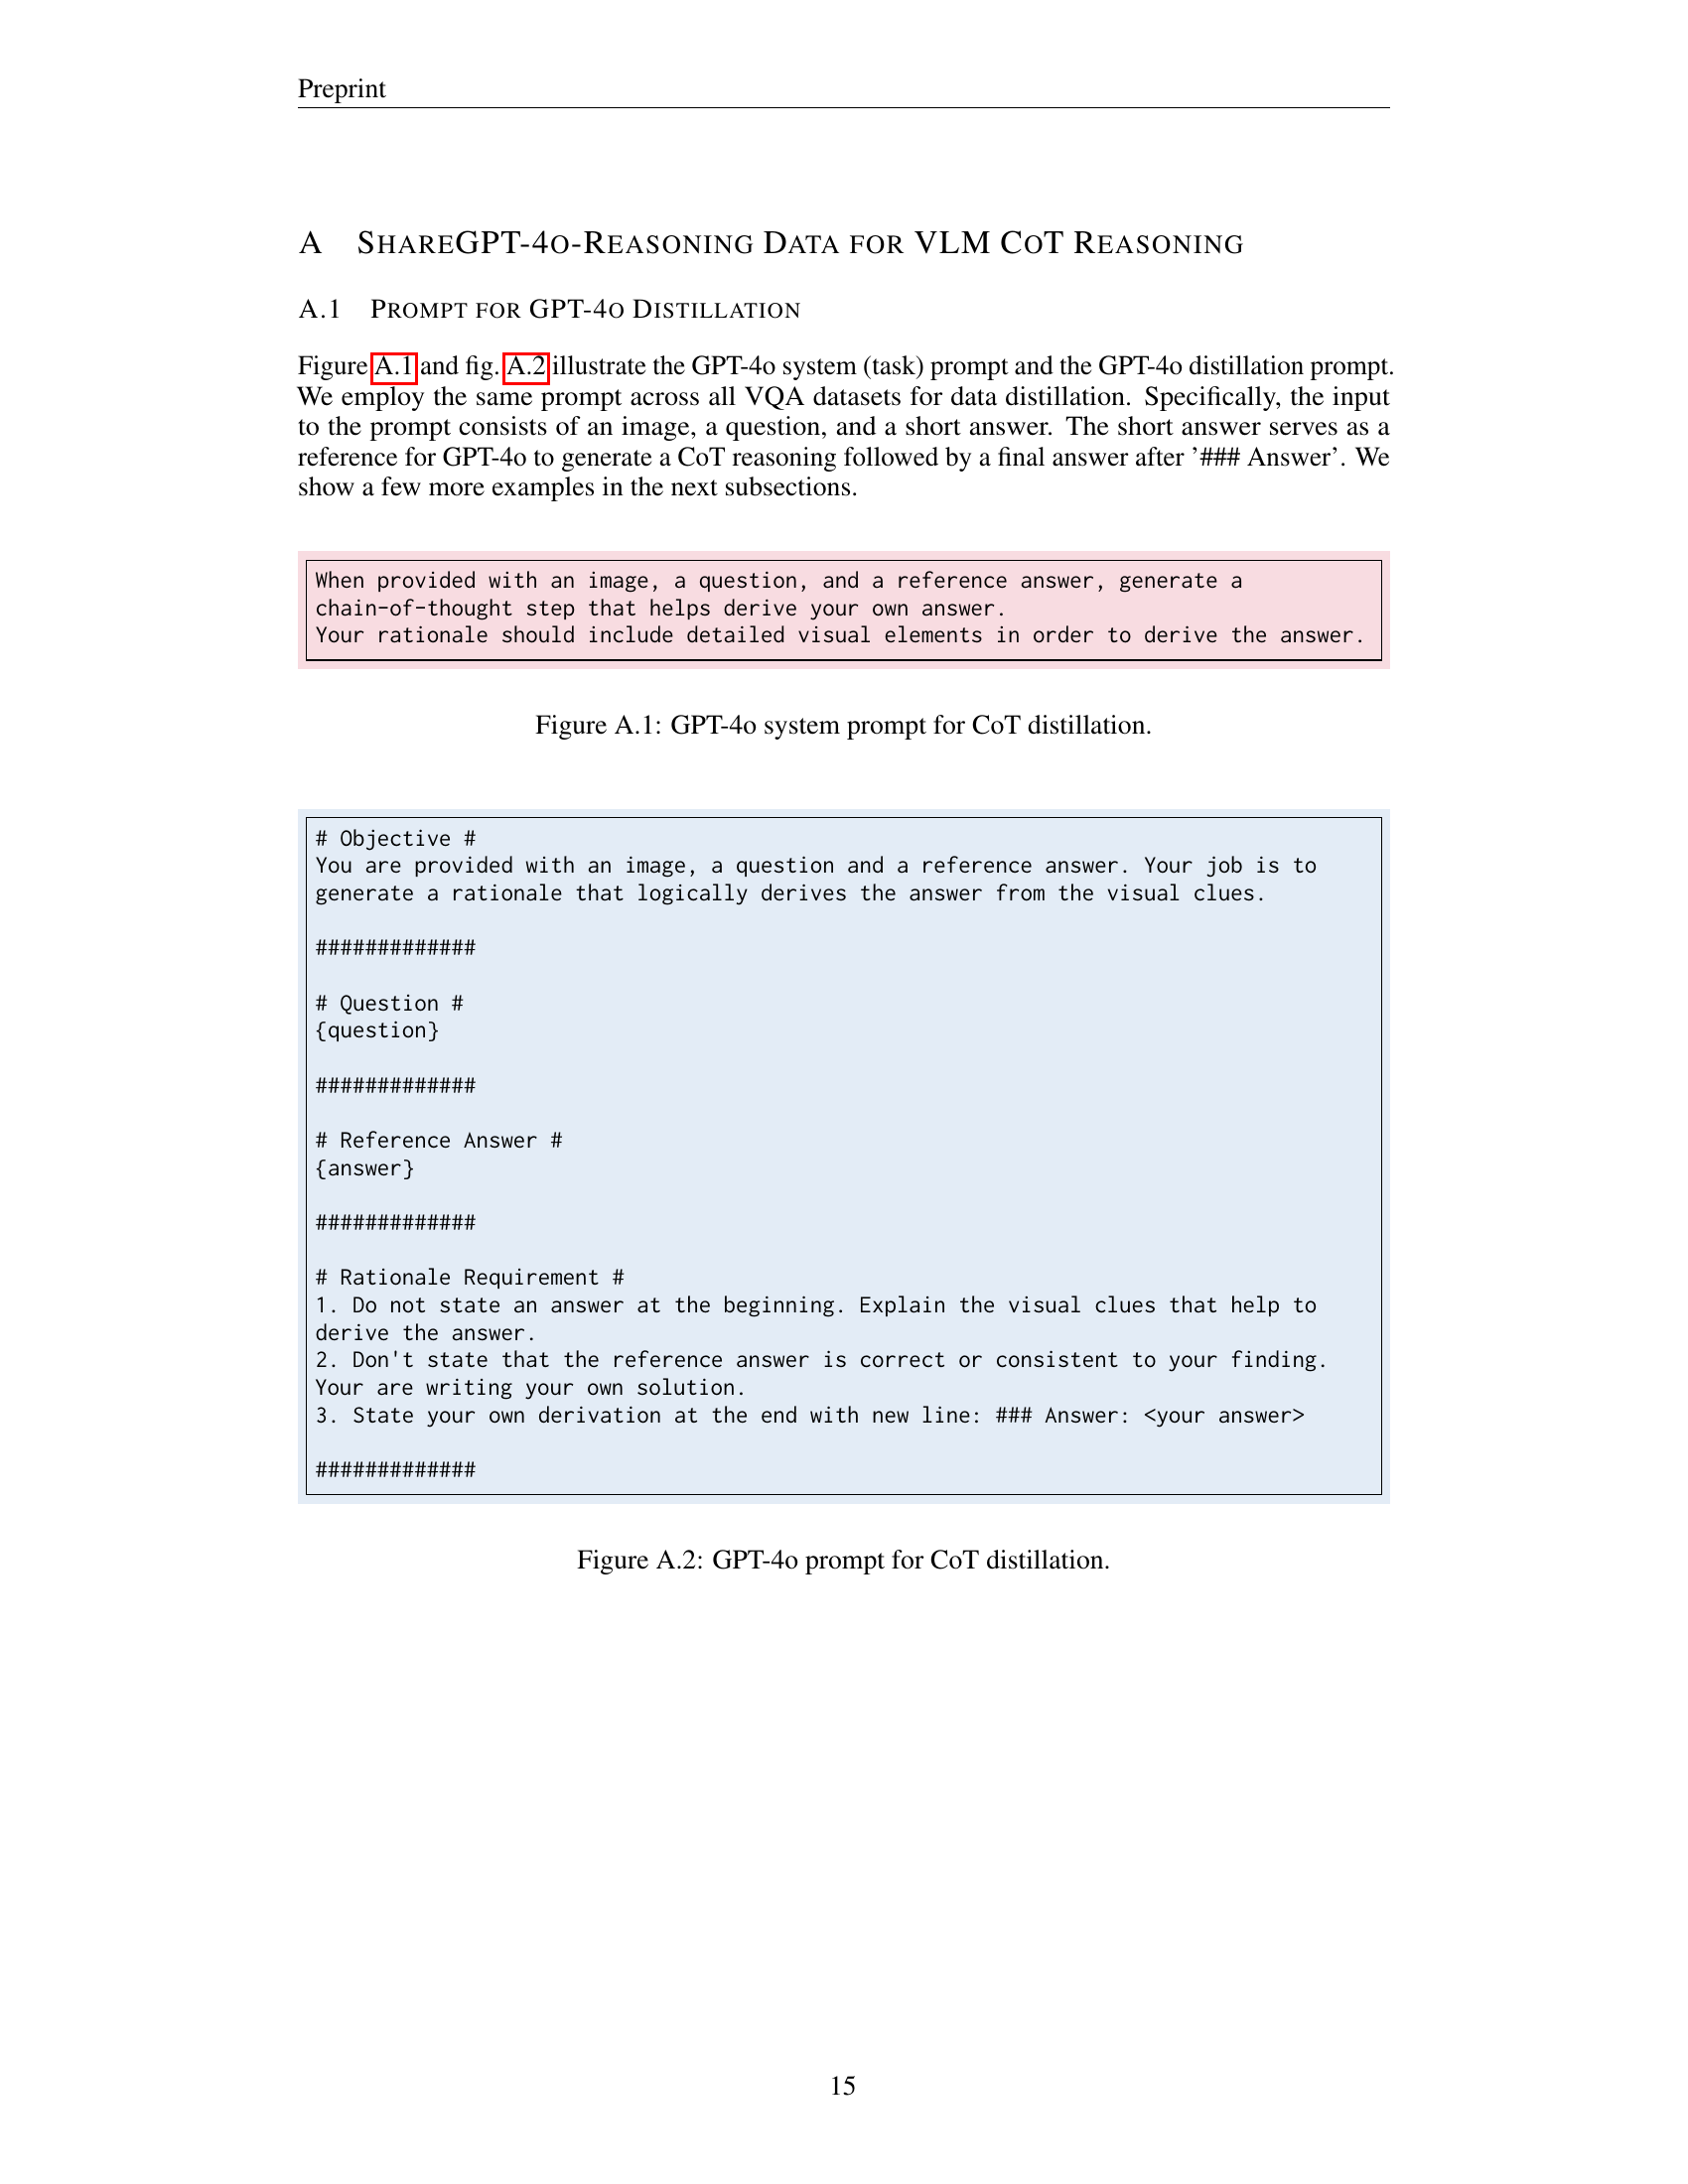 Preprint
A SHAREGPT-4O-REASONING DATA FOR VLM COT REASONING
A.1 PROMPT FOR GPT-4O DISTILLATION
Figure A.1 and fig. A.2 illustrate the GPT-4o system (task) prompt and the GPT-4o distillation prompt.
We employ the same prompt across all VQA datasets for data distillation. Specifically, the input
to the prompt consists of an image, a question, and a short answer. The short answer serves as a
reference for GPT-4o to generate a CoT reasoning followed by a final answer after ’### Answer’. We
show a few more examples in the next subsections.
When provided with an image, a question, and a reference answer, generate a
chain-of-thought step that helps derive your own answer.
Your rationale should include detailed visual elements in order to derive the answer.
Figure A.1: GPT-4o system prompt for CoT distillation.
# Objective #
You are provided with an image, a question and a reference answer. Your job is to
generate a rationale that logically derives the answer from the visual clues.
#############
# Question #
{question}
#############
# Reference Answer #
{answer}
#############
# Rationale Requirement #
1. Do not state an answer at the beginning. Explain the visual clues that help to
derive the answer.
2. Don't state that the reference answer is correct or consistent to your finding.
Your are writing your own solution.
3. State your own derivation at the end with new line: ### Answer: <your answer>
#############
Figure A.2: GPT-4o prompt for CoT distillation.
15